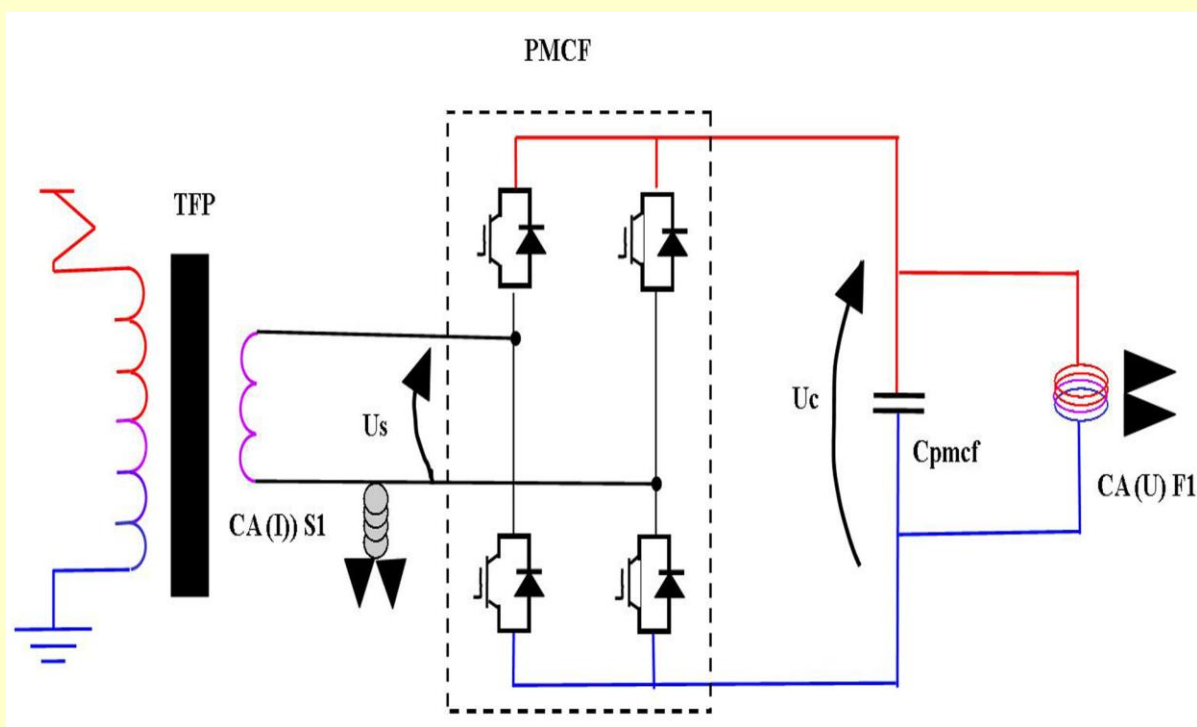 PMCF
TFP
Us
CA (I)) S1
Uc
Cpmcf
CA (U) F1